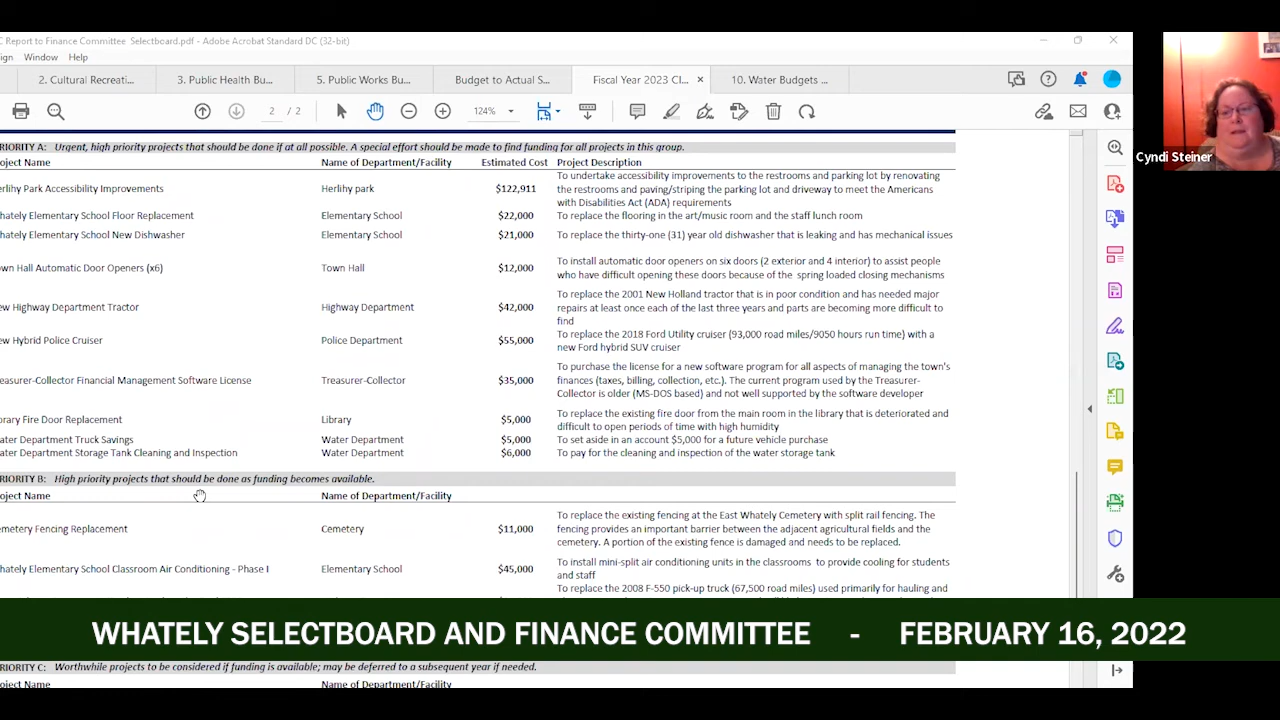 C Report to Finance Committee Selectboard.pdf - Adobe Acrobat Standard DC (32-bit)
ign Window Help
2. Cultural Recreati... 3. Public Health Bu... 5. Public Works Bu... Budget to Actual S... Fiscal Year 2023 CI... × 10. Water Budgets ...
2 / 2 124%
Cyndi Steiner
RIORITY A: Urgent, high priority projects that should be done if at all possible. A special effort should be made to find funding for all projects in this group.
oject Name Name of Department/Facility Estimated Cost Project Description
erlihy Park Accessibility Improvements Herlihy park $122,911 To undertake accessibility improvements to the restrooms and parking lot by renovating
the restrooms and paving/striping the parking lot and driveway to meet the Americans
with Disabilities Act (ADA) requirements
hately Elementary School Floor Replacement Elementary School $22,000 To replace the flooring in the art/music room and the staff lunch room
hately Elementary School New Dishwasher Elementary School $21,000 To replace the thirty-one (31) year old dishwasher that is leaking and has mechanical issues
own Hall Automatic Door Openers (x6) Town Hall $12,000 To install automatic door openers on six doors (2 exterior and 4 interior) to assist people
who have difficult opening these doors because of the spring loaded closing mechanisms
ew Highway Department Tractor Highway Department $42,000 To replace the 2001 New Holland tractor that is in poor condition and has needed major
repairs at least once each of the last three years and parts are becoming more difficult to
find
ew Hybrid Police Cruiser Police Department $55,000 To replace the 2018 Ford Utility cruiser (93,000 road miles/9050 hours run time) with a
new Ford hybrid SUV cruiser
easurer-Collector Financial Management Software License Treasurer-Collector $35,000 To purchase the license for a new software program for all aspects of managing the town's
finances (taxes, billing, collection, etc.). The current program used by the Treasurer-
Collector is older (MS-DOS based) and not well supported by the software developer
brary Fire Door Replacement Library $5,000 To replace the existing fire door from the main room in the library that is deteriorated and
difficult to open periods of time with high humidity
ater Department Truck Savings Water Department $5,000 To set aside in an account $5,000 for a future vehicle purchase
ater Department Storage Tank Cleaning and Inspection Water Department $6,000 To pay for the cleaning and inspection of the water storage tank
RIORITY B: High priority projects that should be done as funding becomes available.
oject Name Name of Department/Facility
emetery Fencing Replacement Cemetery $11,000 To replace the existing fencing at the East Whately Cemetery with split rail fencing. The
fencing provides an important barrier between the adjacent agricultural fields and the
cemetery. A portion of the existing fence is damaged and needs to be replaced.
hately Elementary School Classroom Air Conditioning - Phase I Elementary School $45,000 To install mini-split air conditioning units in the classrooms to provide cooling for students
and staff
To replace the 2008 F-550 pick-up truck (67,500 road miles) used primarily for hauling and
WHATELY SELECTBOARD AND FINANCE COMMITTEE - FEBRUARY 16, 2022
RIORITY C: Worthwhile projects to be considered if funding is available; may be deferred to a subsequent year if needed.
oject Name Name of Department/Facility